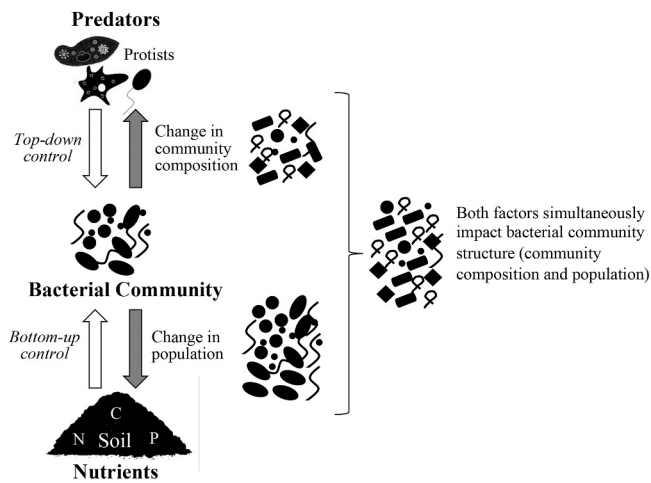 Predators
Protists
Top-down
control
Change in
community
composition
Both factors simultaneously
impact bacterial community
structure (community
composition and population)
Bacterial Community
Bottom-up
control
Change in
population
C
N Soil P
Nutrients